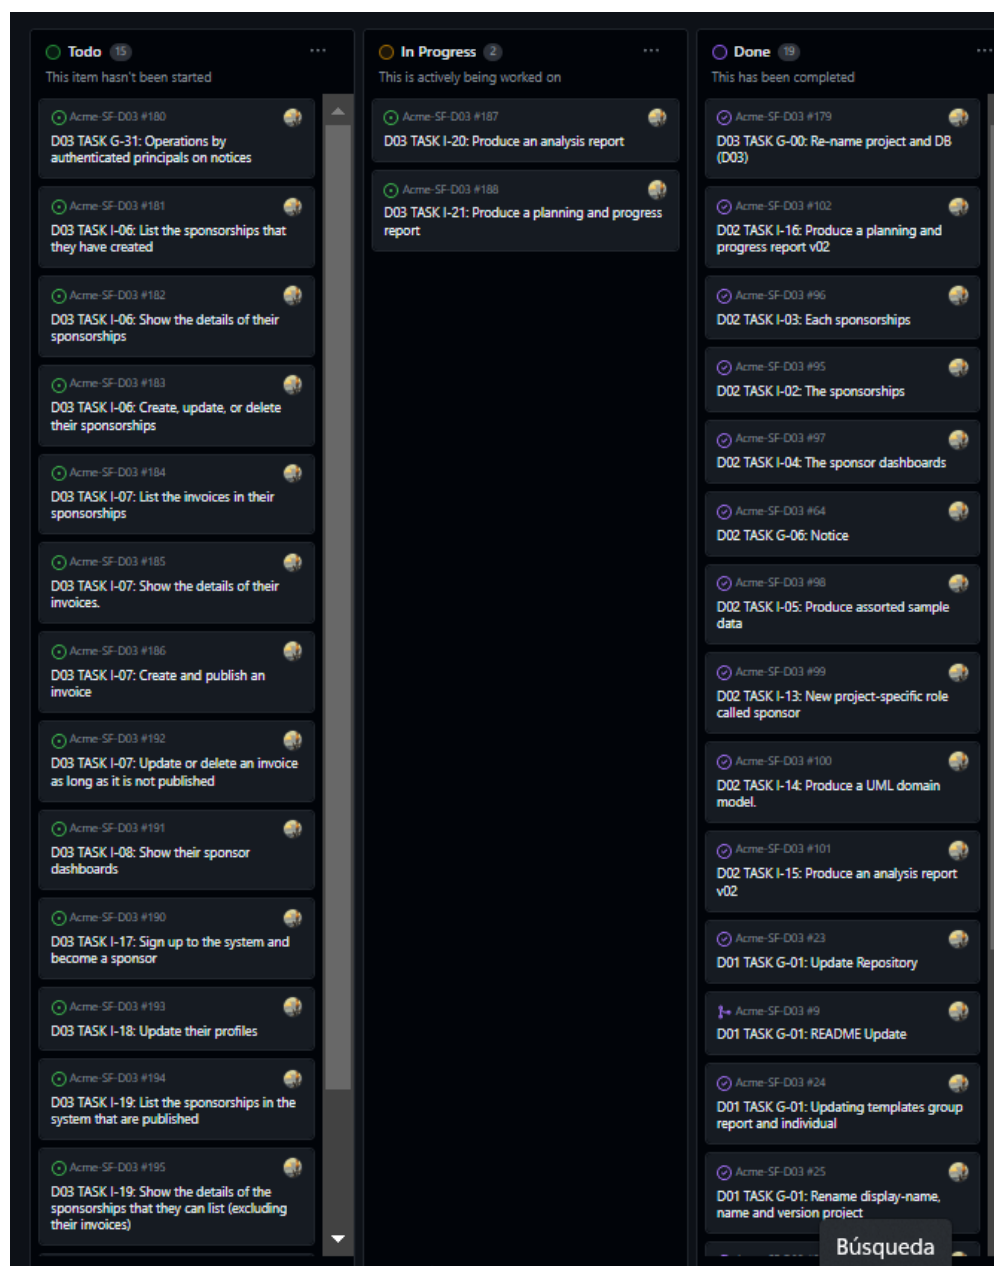 Todo 15 ...
This item hasn't been started
Acme-SF-D03 #180
D03 TASK G-31: Operations by
authenticated principals on notices
Acme-SF-D03 #181
D03 TASK I-06: List the sponsorships that
they have created
Acme-SF-D03 #182
D03 TASK I-06: Show the details of their
sponsorships
Acme-SF-D03 #183
D03 TASK I-06: Create, update, or delete
their sponsorships
Acme-SF-D03 #184
D03 TASK I-07: List the invoices in their
sponsorships
Acme-SF-D03 #185
D03 TASK I-07: Show the details of their
invoices.
Acme-SF-D03 #186
D03 TASK I-07: Create and publish an
invoice
Acme-SF-D03 #192
D03 TASK I-07: Update or delete an invoice
as long as it is not published
Acme-SF-D03 #191
D03 TASK I-08: Show their sponsor
dashboards
Acme-SF-D03 #190
D03 TASK I-17: Sign up to the system and
become a sponsor
Acme-SF-D03 #193
D03 TASK I-18: Update their profiles
Acme-SF-D03 #194
D03 TASK I-19: List the sponsorships in the
system that are published
Acme-SF-D03 #195
D03 TASK I-19: Show the details of the
sponsorships that they can list (excluding
their invoices)
In Progress 2 ...
This is actively being worked on
Acme-SF-D03 #187
D03 TASK I-20: Produce an analysis report
Acme-SF-D03 #188
D03 TASK I-21: Produce a planning and progress
report
Done 19 ...
This has been completed
Acme-SF-D03 #179
D03 TASK G-00: Re-name project and DB
(D03)
Acme-SF-D03 #102
D02 TASK I-16: Produce a planning and
progress report v02
Acme-SF-D03 #96
D02 TASK I-03: Each sponsorships
Acme-SF-D03 #95
D02 TASK I-02: The sponsorships
Acme-SF-D03 #97
D02 TASK I-04: The sponsor dashboards
Acme-SF-D03 #64
D02 TASK G-06: Notice
Acme-SF-D03 #98
D02 TASK I-05: Produce assorted sample
data
Acme-SF-D03 #99
D02 TASK I-13: New project-specific role
called sponsor
Acme-SF-D03 #100
D02 TASK I-14: Produce a UML domain
model.
Acme-SF-D03 #101
D02 TASK I-15: Produce an analysis report
v02
Acme-SF-D03 #23
D01 TASK G-01: Update Repository
Acme-SF-D03 #9
D01 TASK G-01: README Update
Acme-SF-D03 #24
D01 TASK G-01: Updating templates group
report and individual
Acme-SF-D03 #25
D01 TASK G-01: Rename display-name,
name and version project
Búsqueda